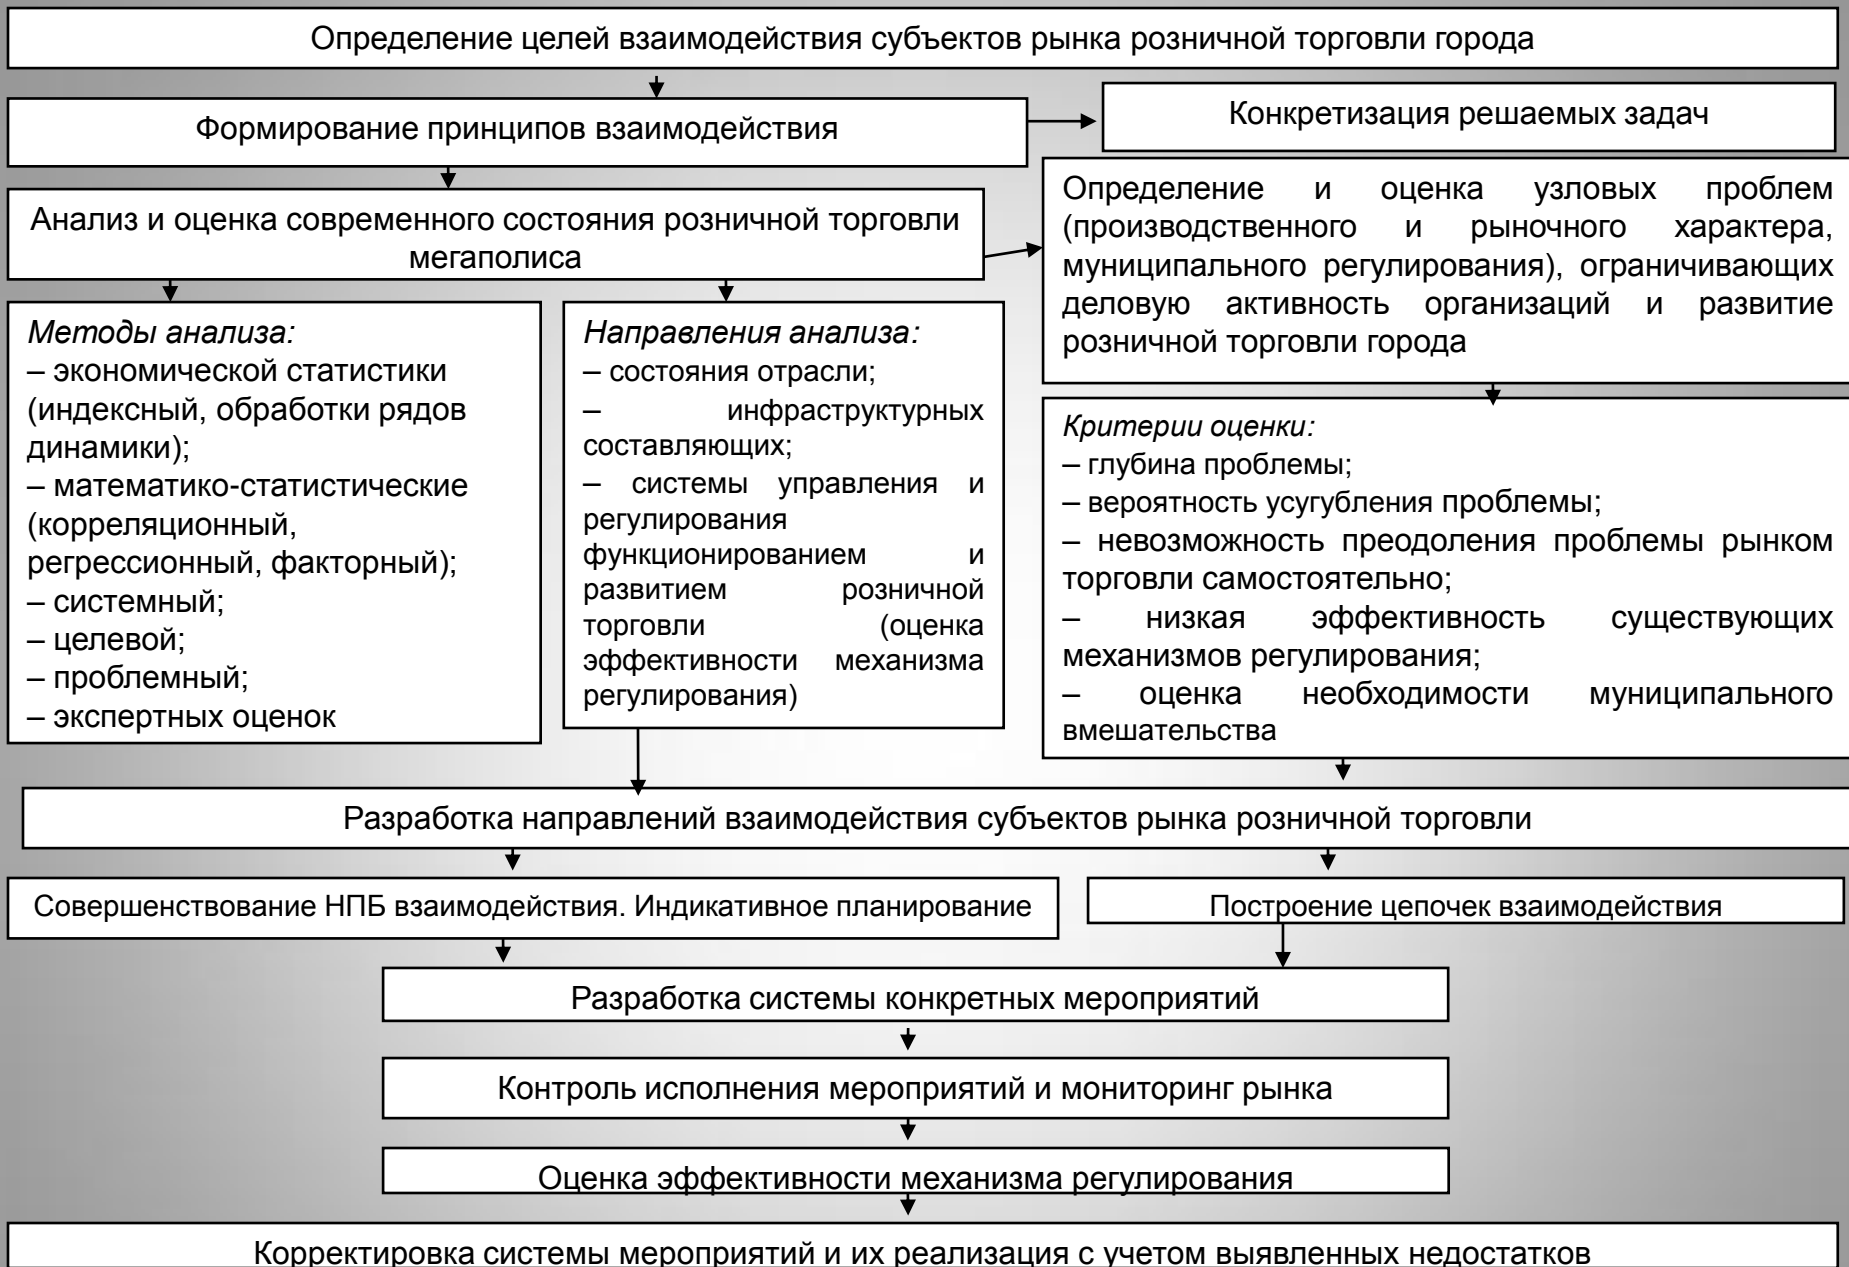 Определение целей взаимодействия субъектов рынка розничной торговли города
Формирование принципов взаимодействия
Конкретизация решаемых задач
Анализ и оценка современного состояния розничной торговли
мегаполиса
Определение и оценка узловых проблем
(производственного и рыночного характера,
муниципального регулирования), ограничивающих
деловую активность организаций и развитие
розничной торговли города
Методы анализа:
– экономической статистики
(индексный, обработки рядов
динамики);
– математико-статистические
(корреляционный,
регрессионный, факторный);
– системный;
– целевой;
– проблемный;
– экспертных оценок
Направления анализа:
– состояния отрасли;
– инфраструктурных
составляющих;
– системы управления и
регулирования
функционированием и
развитием розничной
торговли (оценка
эффективности механизма
регулирования)
Критерии оценки:
– глубина проблемы;
– вероятность усугубления проблемы;
– невозможность преодоления проблемы рынком
торговли самостоятельно;
– низкая эффективность существующих
механизмов регулирования;
– оценка необходимости муниципального
вмешательства
Разработка направлений взаимодействия субъектов рынка розничной торговли
Совершенствование НПБ взаимодействия. Индикативное планирование
Построение цепочек взаимодействия
Разработка системы конкретных мероприятий
Контроль исполнения мероприятий и мониторинг рынка
Оценка эффективности механизма регулирования
Корректировка системы мероприятий и их реализация с учетом выявленных недостатков